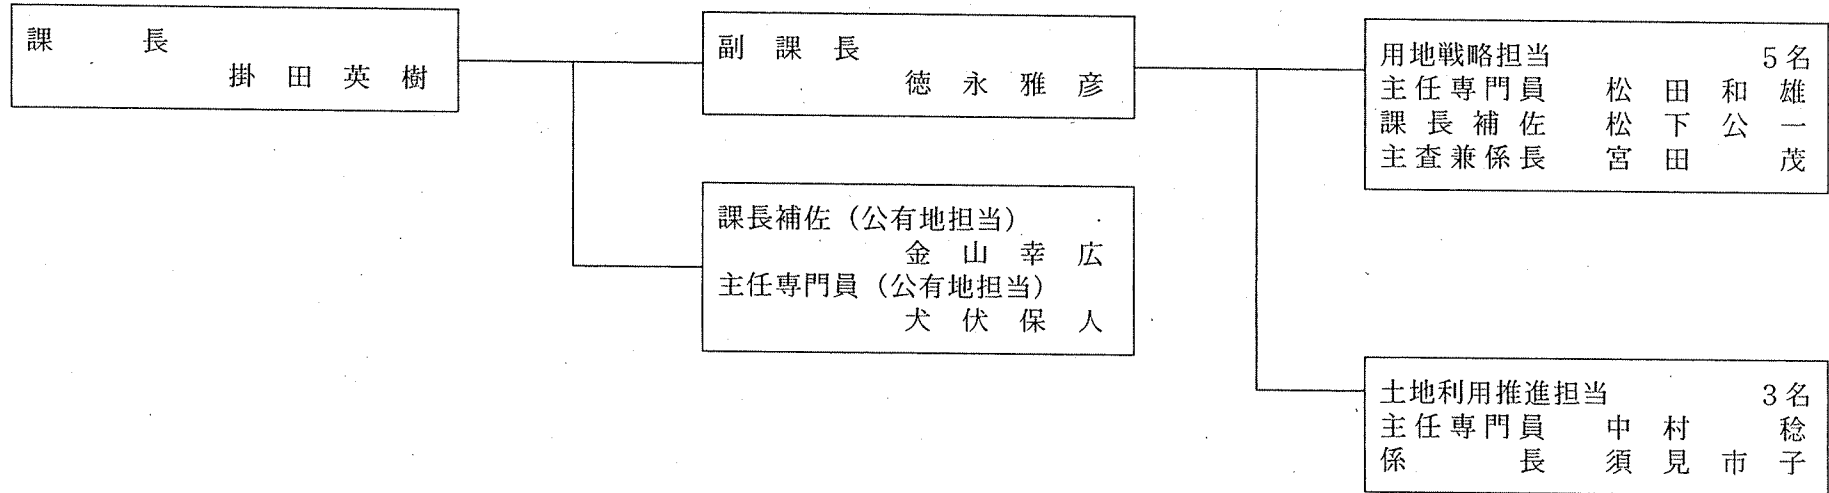 課長
掛田英樹
副課長
徳永雅彦
課長補佐（公有地担当）
金山幸広
主任専門員（公有地担当）
犬伏保人
用地戦略担当 5名
主任専門員 松田和雄
課長補佐 松下公一
主査兼係長 宮田茂
土地利用推進担当 3名
主任専門員 中村稔
係長 須見市子